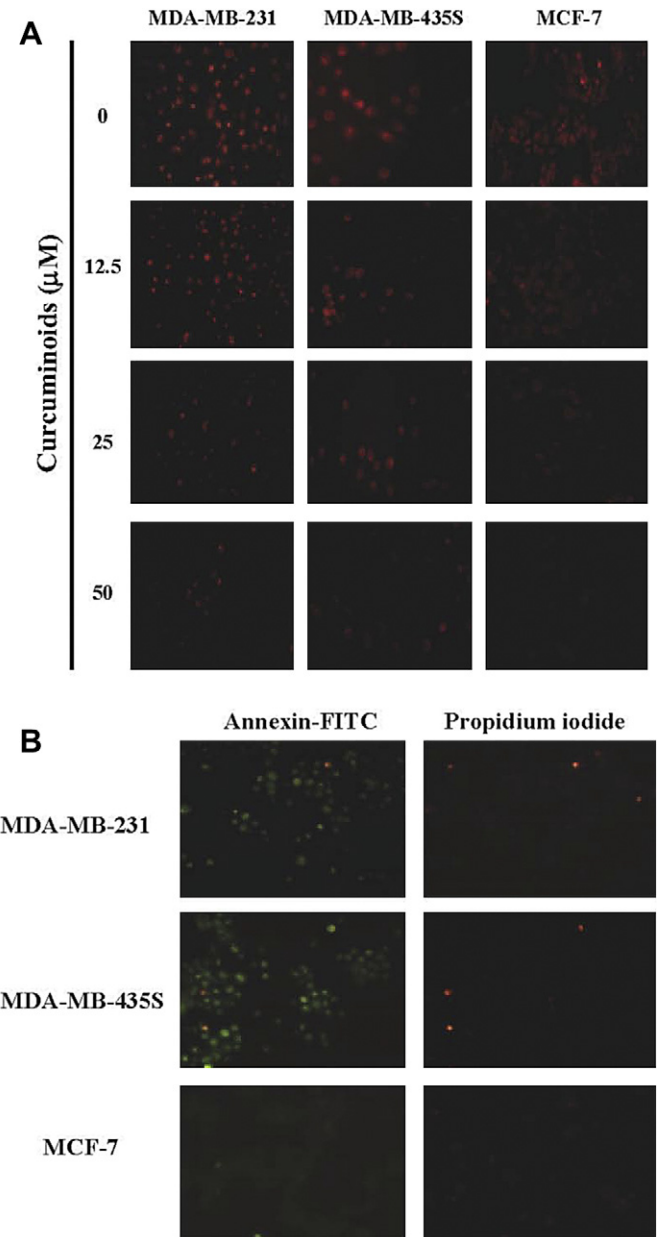 A
MDA-MB-231 MDA-MB-435S MCF-7
Curcuminoids (μM)
0
12.5
25
50
B
Annexin-FITC Propidium iodide
MDA-MB-231
MDA-MB-435S
MCF-7